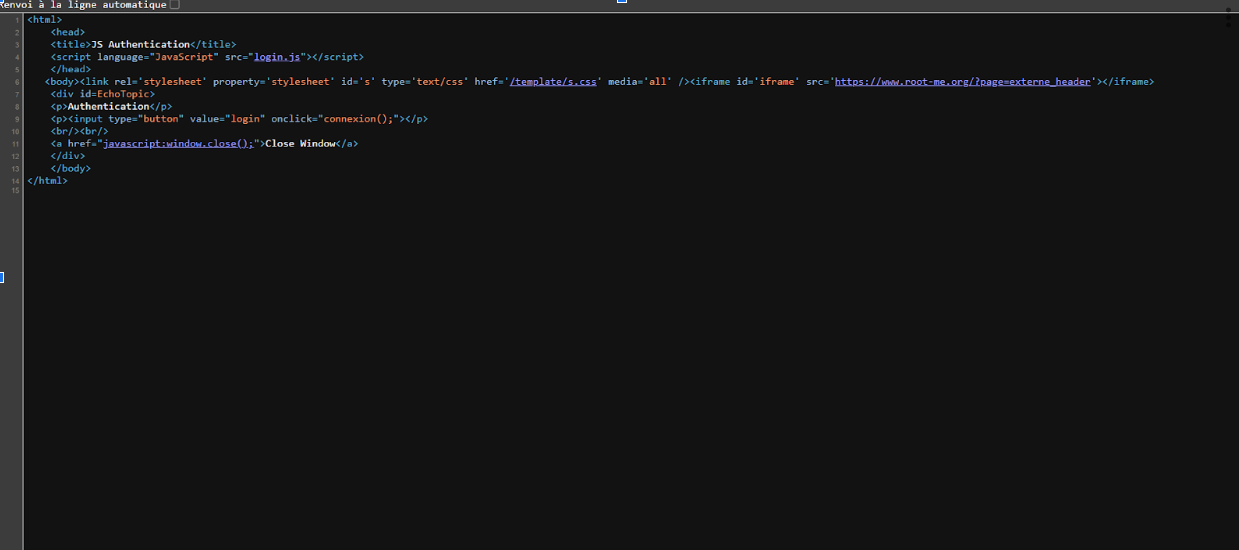 Renvoi à la ligne automatique
1 <html>
2 <head>
3 <title>JS Authentication</title>
4 <script language="JavaScript" src="login.js"></script>
5 </head>
6 <body><link rel='stylesheet' property='stylesheet' id='s' type='text/css' href='/template/s.css' media='all' /><iframe id='iframe' src='https://www.root-me.org/?page=externe_header'></iframe>
7 <div id=EchoTopic>
8 <p>Authentication</p>
9 <p><input type="button" value="login" onclick="connexion();"></p>
10 <br/><br/>
11 <a href="javascript:window.close();">Close Window</a>
12 </div>
13 </body>
14 </html>
15